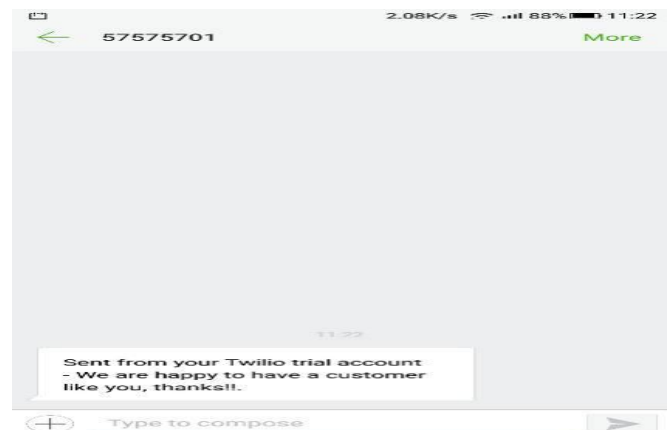 2.08K/s 88% 11:22
57575701 More
11:22
Sent from your Twilio trial account
- We are happy to have a customer
like you, thanks!!.
Type to compose